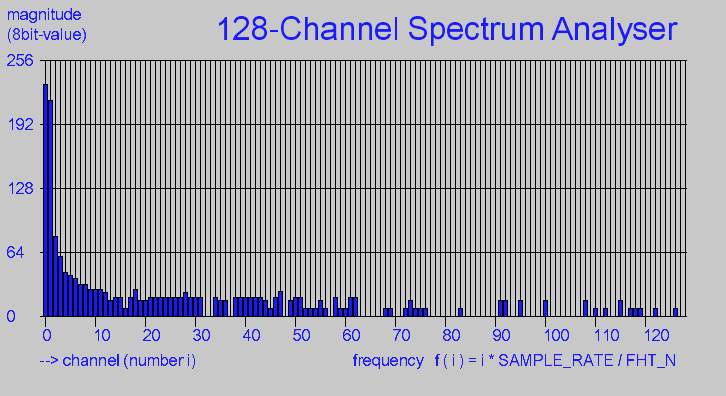 magnitude
(8bit-value)
128-Channel Spectrum Analyser
256
192
128
64
0
0 10 20 30 40 50 60 70 80 90 100 110 120
--> channel (number i) frequency f ( i ) = i * SAMPLE_RATE / FHT_N